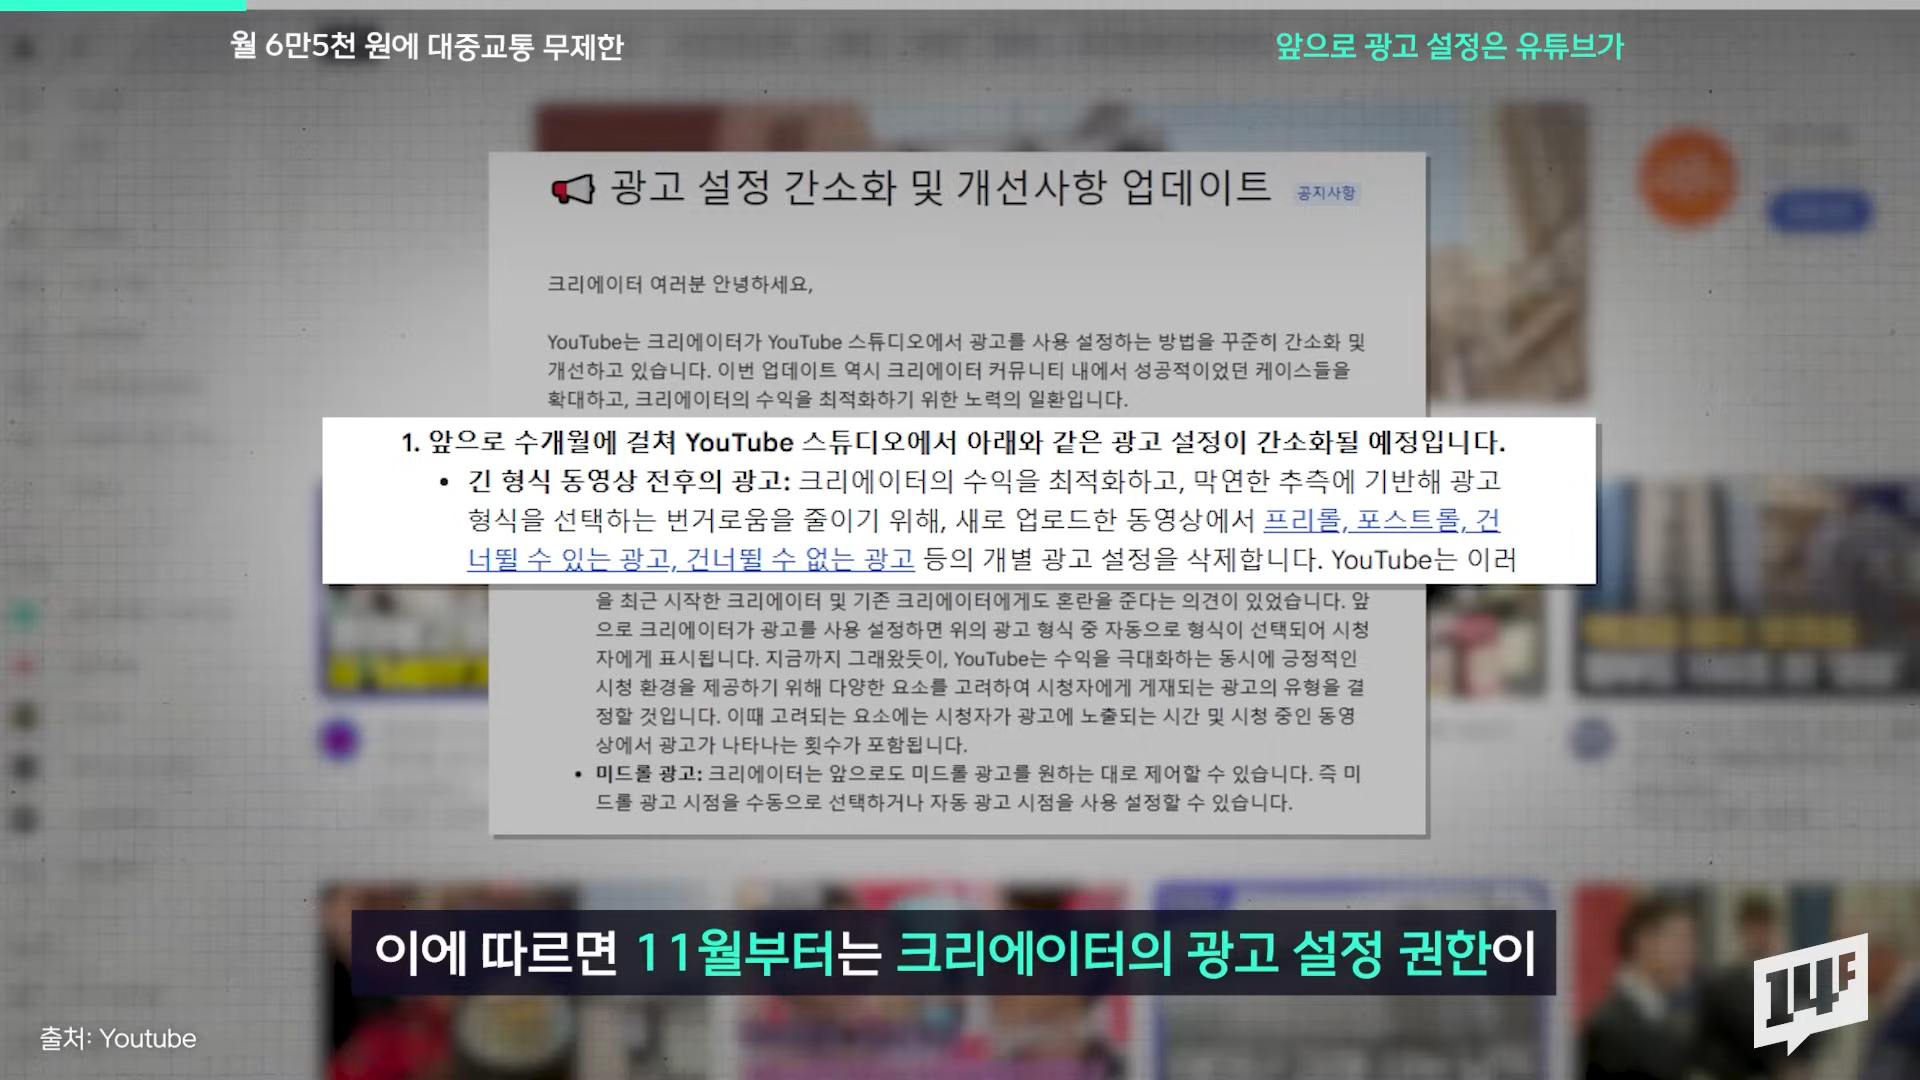 월 6만5천 원에 대중교통 무제한
앞으로 광고 설정은 유튜브가
광고 설정 간소화 및 개선사항 업데이트 공지사항
크리에이터 여러분 안녕하세요,
YouTube는 크리에이터가 YouTube 스튜디오에서 광고를 사용 설정하는 방법을 꾸준히 간소화 및
개선하고 있습니다. 이번 업데이트 역시 크리에이터 커뮤니티 내에서 성공적이었던 케이스들을
확대하고, 크리에이터의 수익을 최적화하기 위한 노력의 일환입니다.
1. 앞으로 수개월에 걸쳐 YouTube 스튜디오에서 아래와 같은 광고 설정이 간소화될 예정입니다.
• 긴 형식 동영상 전후의 광고: 크리에이터의 수익을 최적화하고, 막연한 추측에 기반해 광고
형식을 선택하는 번거로움을 줄이기 위해, 새로 업로드한 동영상에서 프리롤, 포스트롤, 건
너뛸 수 있는 광고, 건너뛸 수 없는 광고 등의 개별 광고 설정을 삭제합니다. YouTube는 이러
을 최근 시작한 크리에이터 및 기존 크리에이터에게도 혼란을 준다는 의견이 있었습니다. 앞
으로 크리에이터가 광고를 사용 설정하면 위의 광고 형식 중 자동으로 형식이 선택되어 시청
자에게 표시됩니다. 지금까지 그래왔듯이, YouTube는 수익을 극대화하는 동시에 긍정적인
시청 환경을 제공하기 위해 다양한 요소를 고려하여 시청자에게 게재되는 광고의 유형을 결
정할 것입니다. 이때 고려되는 요소에는 시청자가 광고에 노출되는 시간 및 시청 중인 동영
상에서 광고가 나타나는 횟수가 포함됩니다.
• 미드롤 광고: 크리에이터는 앞으로도 미드롤 광고를 원하는 대로 제어할 수 있습니다. 즉 미
드롤 광고 시점을 수동으로 선택하거나 자동 광고 시점을 사용 설정할 수 있습니다.
이에 따르면 11월부터는 크리에이터의 광고 설정 권한이
14F
출처: Youtube